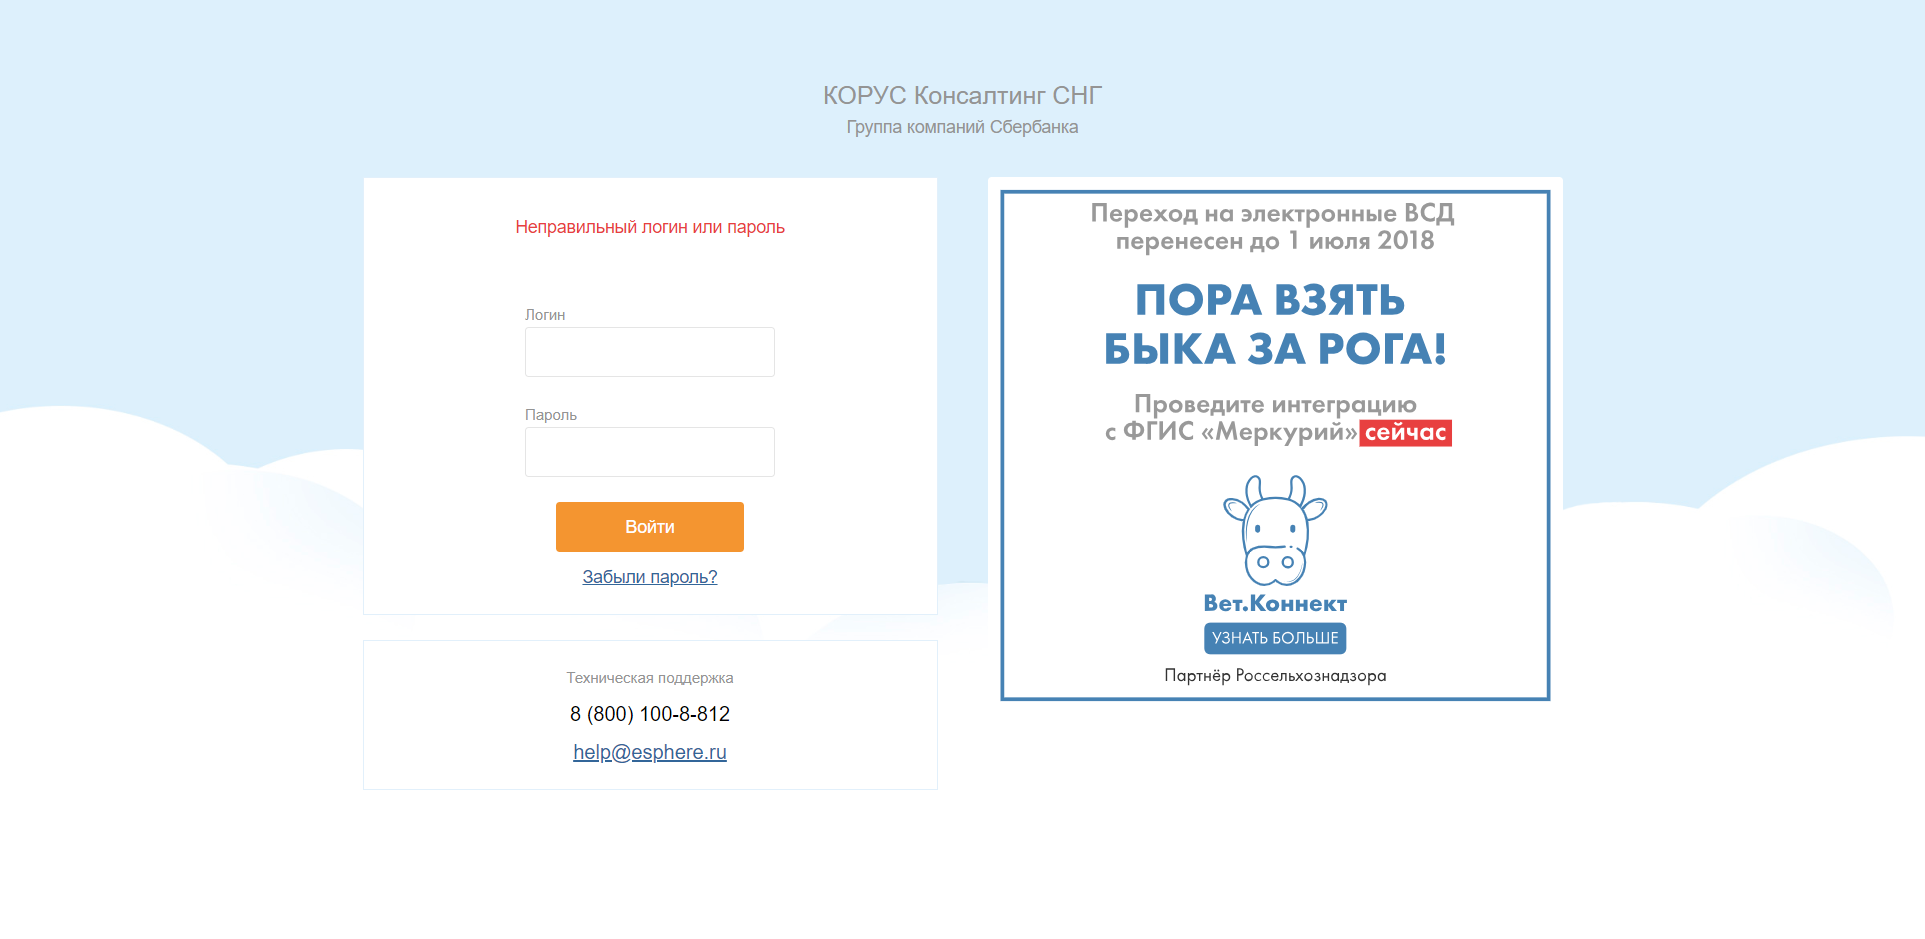 КОРУС Консалтинг СНГ
Группа компаний Сбербанка
Неправильный логин или пароль
Логин
Пароль
Войти
Забыли пароль?
Техническая поддержка
8 (800) 100-8-812
help@esphere.ru
Переход на электронные ВСД
перенесен до 1 июля 2018
ПОРА ВЗЯТЬ
БЫКА ЗА РОГА!
Проведите интеграцию
с ФГИС «Меркурий» сейчас
Вет.Коннект
УЗНАТЬ БОЛЬШЕ
Партнёр Россельхознадзора